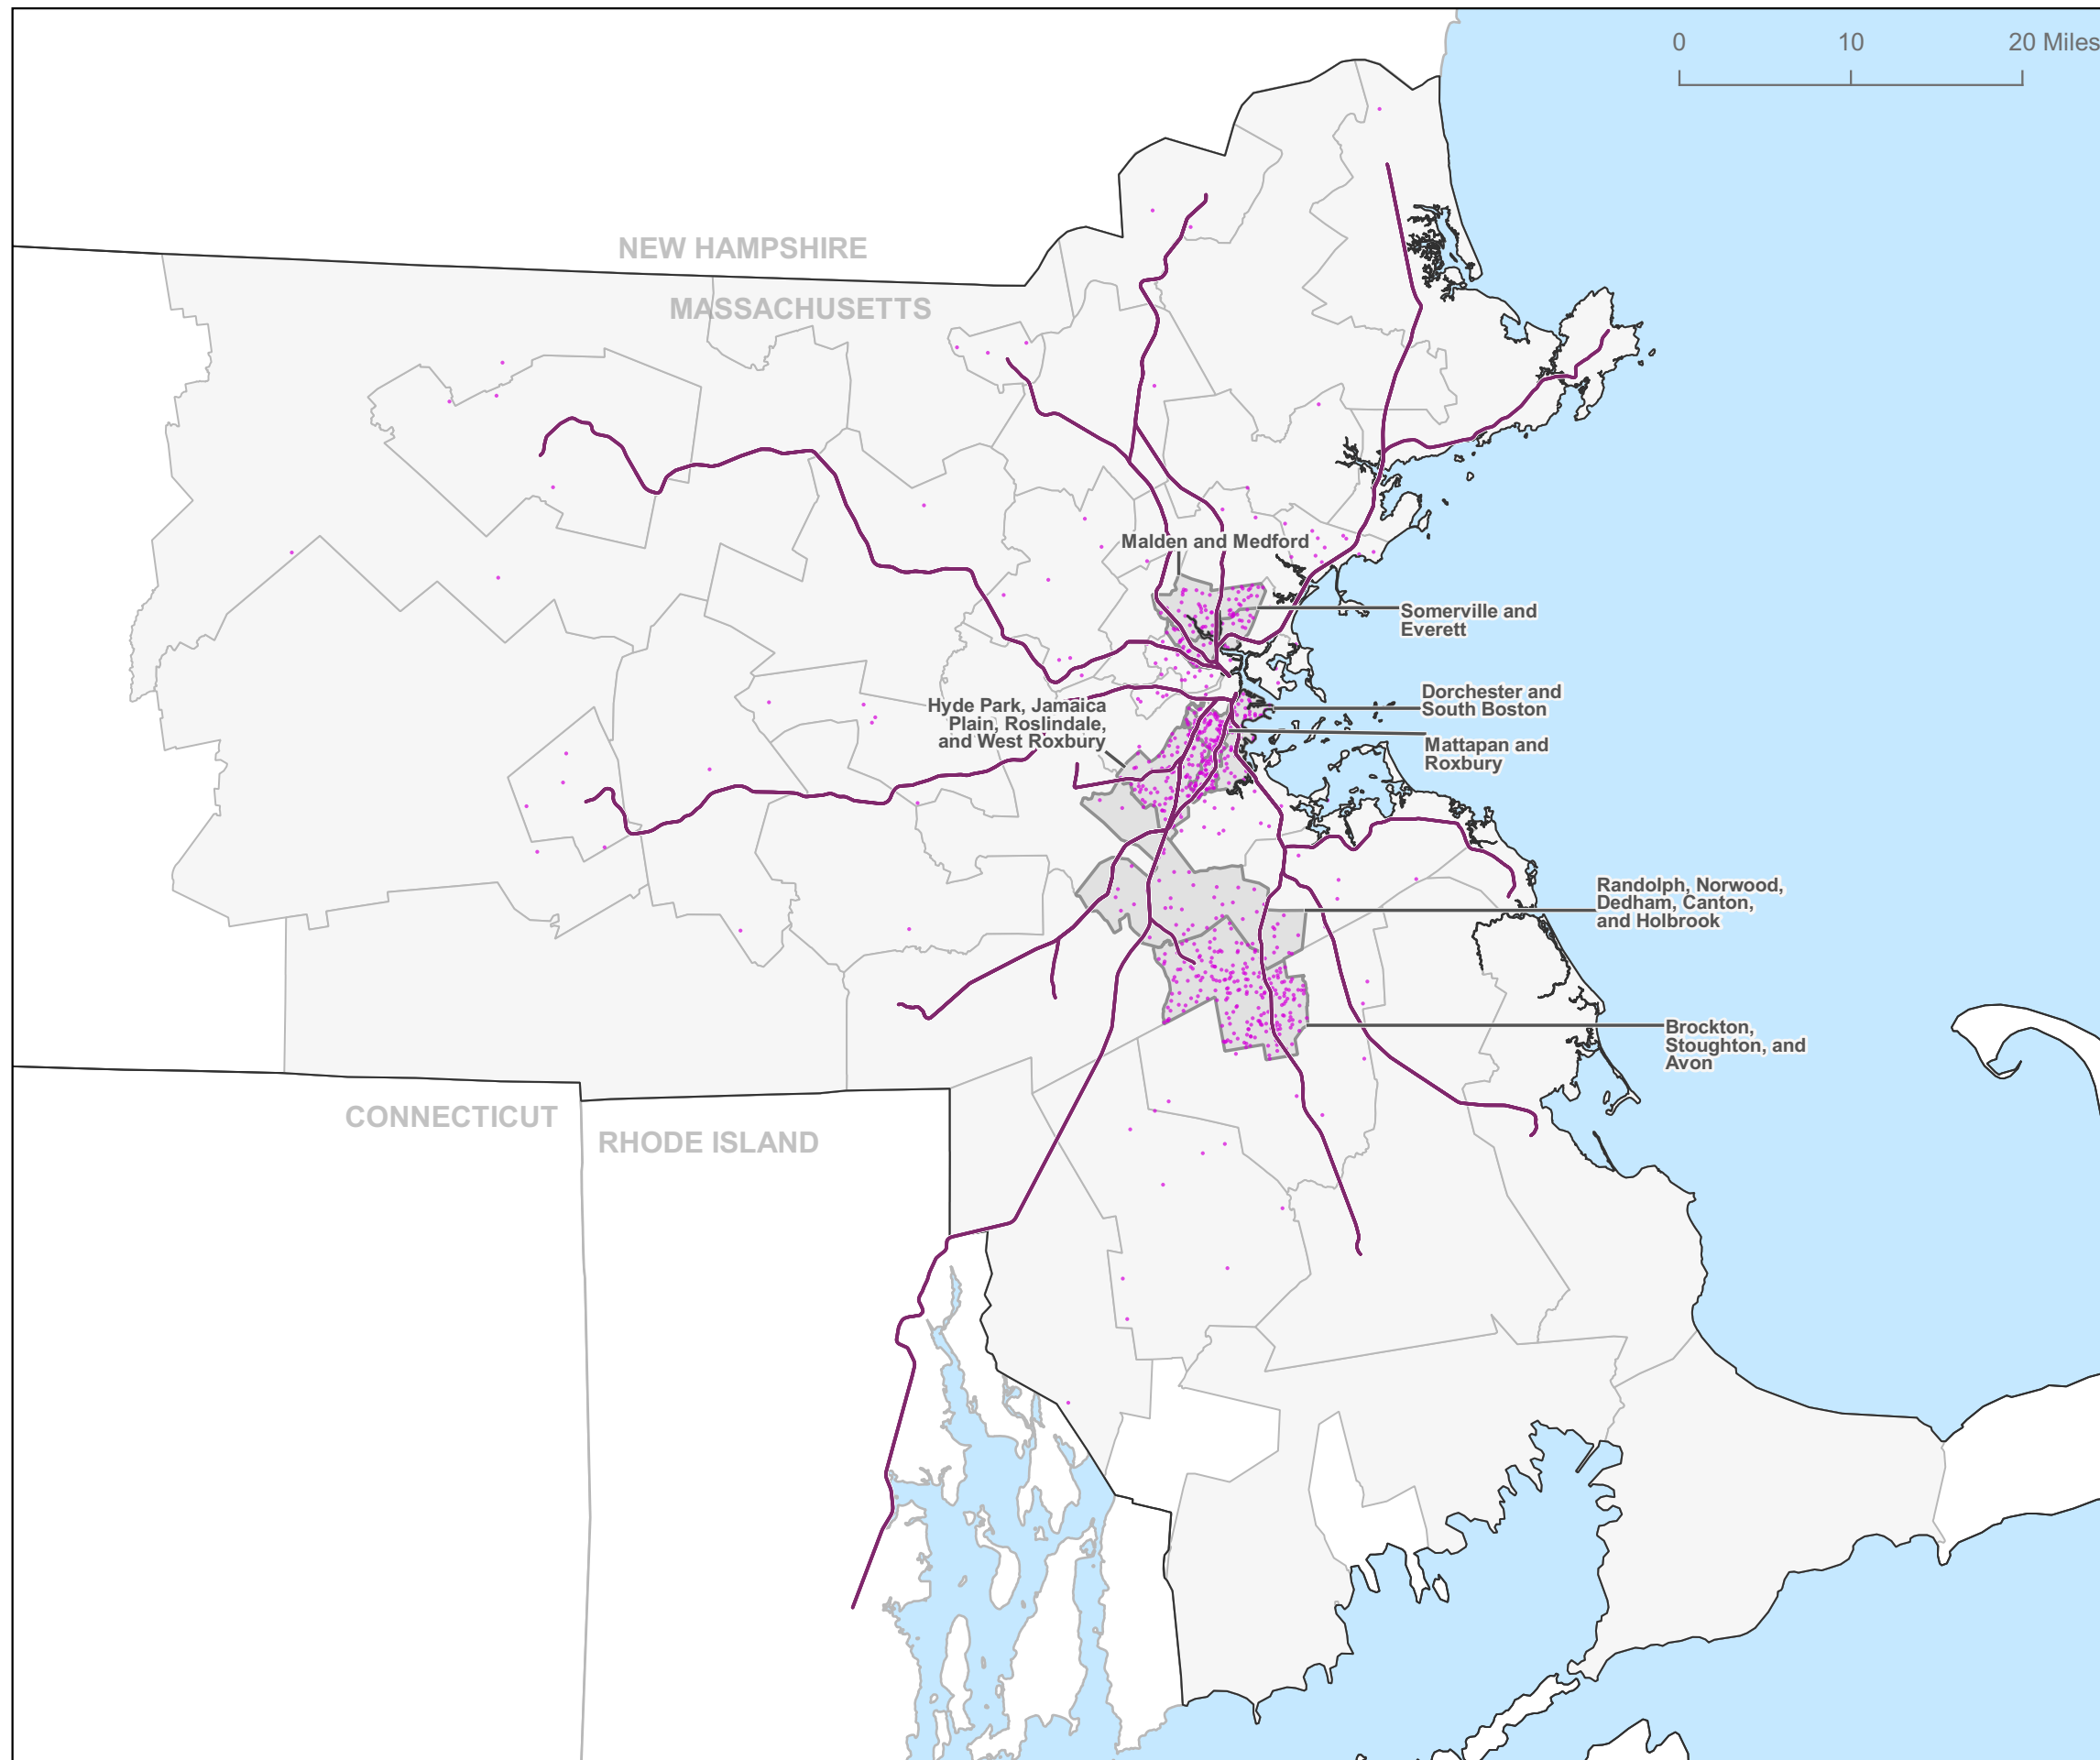 0 10 20 Miles
NEW HAMPSHIRE
MASSACHUSETTS
Malden and Medford
Somerville and
Everett
Hyde Park, Jamaica
Plain, Roslindale,
and West Roxbury
Dorchester and
South Boston
Mattapan and
Roxbury
Randolph, Norwood,
Dedham, Canton,
and Holbrook
Brockton,
Stoughton, and
Avon
CONNECTICUT
RHODE ISLAND